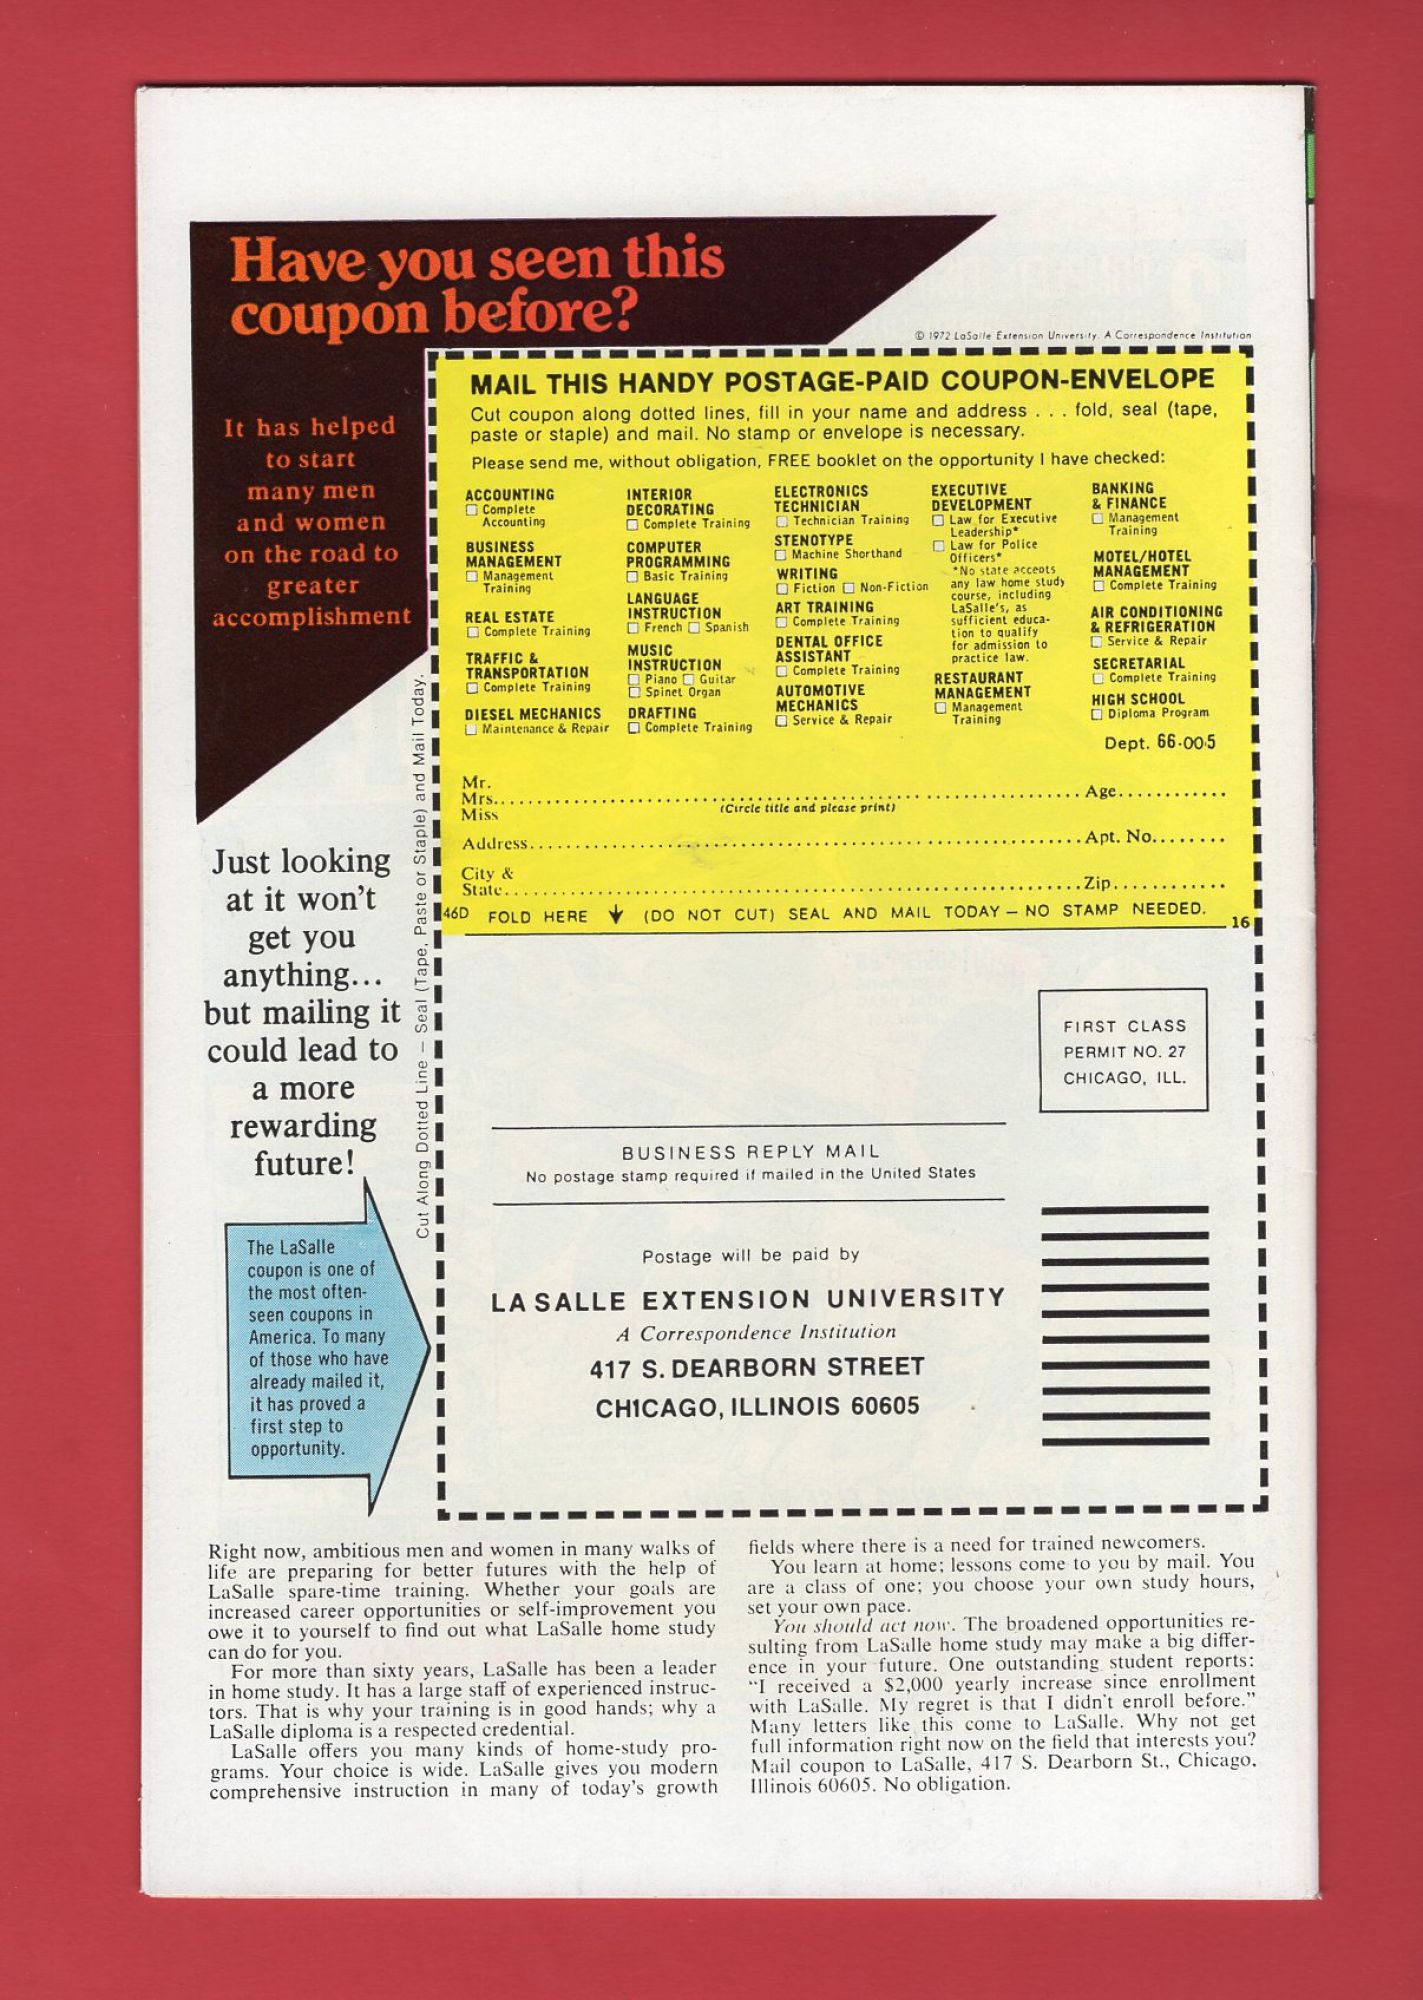 Have you seen this
coupon before?
© 1972 LaSalle Extension University. A Correspondence Institution
It has helped
to start
many men
and women
on the road to
greater
accomplishment
MAIL THIS HANDY POSTAGE-PAID COUPON-ENVELOPE
Cut coupon along dotted lines, fill in your name and address . . . fold, seal (tape,
paste or staple) and mail. No stamp or envelope is necessary.
Please send me, without obligation, FREE booklet on the opportunity I have checked:
ACCOUNTING
☐ Complete
Accounting
BUSINESS
MANAGEMENT
☐ Management
Training
REAL ESTATE
☐ Complete Training
TRAFFIC &
TRANSPORTATION
☐ Complete Training
DIESEL MECHANICS
☐ Maintenance & Repair
INTERIOR
DECORATING
☐ Complete Training
COMPUTER
PROGRAMMING
☐ Basic Training
LANGUAGE
INSTRUCTION
☐ French ☐ Spanish
MUSIC
INSTRUCTION
☐ Piano ☐ Guitar
☐ Spinet Organ
DRAFTING
☐ Complete Training
ELECTRONICS
TECHNICIAN
☐ Technician Training
STENOTYPE
☐ Machine Shorthand
WRITING
☐ Fiction ☐ Non-Fiction
ART TRAINING
☐ Complete Training
DENTAL OFFICE
ASSISTANT
☐ Complete Training
AUTOMOTIVE
MECHANICS
☐ Service & Repair
EXECUTIVE
DEVELOPMENT
☐ Law for Executive
Leadership*
☐ Law for Police
Officers*
*No state accepts
any law home study
course, including
LaSalle's, as
sufficient educa-
tion to qualify
for admission to
practice law.
RESTAURANT
MANAGEMENT
☐ Management
Training
BANKING
& FINANCE
☐ Management
Training
MOTEL/HOTEL
MANAGEMENT
☐ Complete Training
AIR CONDITIONING
& REFRIGERATION
☐ Service & Repair
SECRETARIAL
☐ Complete Training
HIGH SCHOOL
☐ Diploma Program
Dept. 66-005
Mr.
Mrs. Age
Miss
(Circle title and please print)
Address Apt. No.
City &
State Zip
46D FOLD HERE ↓ (DO NOT CUT) SEAL AND MAIL TODAY – NO STAMP NEEDED.
16
Cut Along Dotted Line – Seal (Tape, Paste or Staple) and Mail Today.
Just looking
at it won't
get you
anything...
but mailing it
could lead to
a more
rewarding
future!
FIRST CLASS
PERMIT NO. 27
CHICAGO, ILL.
BUSINESS REPLY MAIL
No postage stamp required if mailed in the United States
Postage will be paid by
LA SALLE EXTENSION UNIVERSITY
A Correspondence Institution
417 S. DEARBORN STREET
CHICAGO, ILLINOIS 60605
The LaSalle
coupon is one of
the most often-
seen coupons in
America. To many
of those who have
already mailed it,
it has proved a
first step to
opportunity.
Right now, ambitious men and women in many walks of
life are preparing for better futures with the help of
LaSalle spare-time training. Whether your goals are
increased career opportunities or self-improvement you
owe it to yourself to find out what LaSalle home study
can do for you.
For more than sixty years, LaSalle has been a leader
in home study. It has a large staff of experienced instruc-
tors. That is why your training is in good hands; why a
LaSalle diploma is a respected credential.
LaSalle offers you many kinds of home-study pro-
grams. Your choice is wide. LaSalle gives you modern
comprehensive instruction in many of today's growth
fields where there is a need for trained newcomers.
You learn at home; lessons come to you by mail. You
are a class of one; you choose your own study hours,
set your own pace.
You should act now. The broadened opportunities re-
sulting from LaSalle home study may make a big differ-
ence in your future. One outstanding student reports:
"I received a $2,000 yearly increase since enrollment
with LaSalle. My regret is that I didn't enroll before."
Many letters like this come to LaSalle. Why not get
full information right now on the field that interests you?
Mail coupon to LaSalle, 417 S. Dearborn St., Chicago,
Illinois 60605. No obligation.